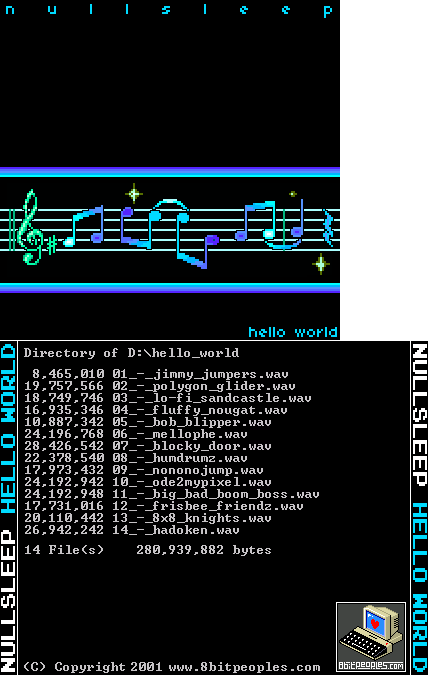 n u l l s l e e p
hello world
NULLSLEEP HELLO WORLD
Directory of D:\hello_world
8,465,010 01_-_jimmy_jumpers.wav
19,757,566 02_-_polygon_glider.wav
18,749,746 03_-_lo-fi_sandcastle.wav
16,935,346 04_-_fluffy_nougat.wav
10,887,342 05_-_bob_blipper.wav
24,196,768 06_-_mellophe.wav
28,426,542 07_-_blocky_door.wav
22,378,540 08_-_humdrumz.wav
17,973,432 09_-_nononojump.wav
24,192,942 10_-_ode2mypixel.wav
24,192,948 11_-_big_bad_boom_boss.wav
17,731,016 12_-_frisbee_friendz.wav
20,110,442 13_-_8x8_knights.wav
26,942,242 14_-_hadoken.wav
14 File(s) 280,939,882 bytes
(C) Copyright 2001 www.8bitpeoples.com
8bitpeoples.com
NULLSLEEP HELLO WORLD